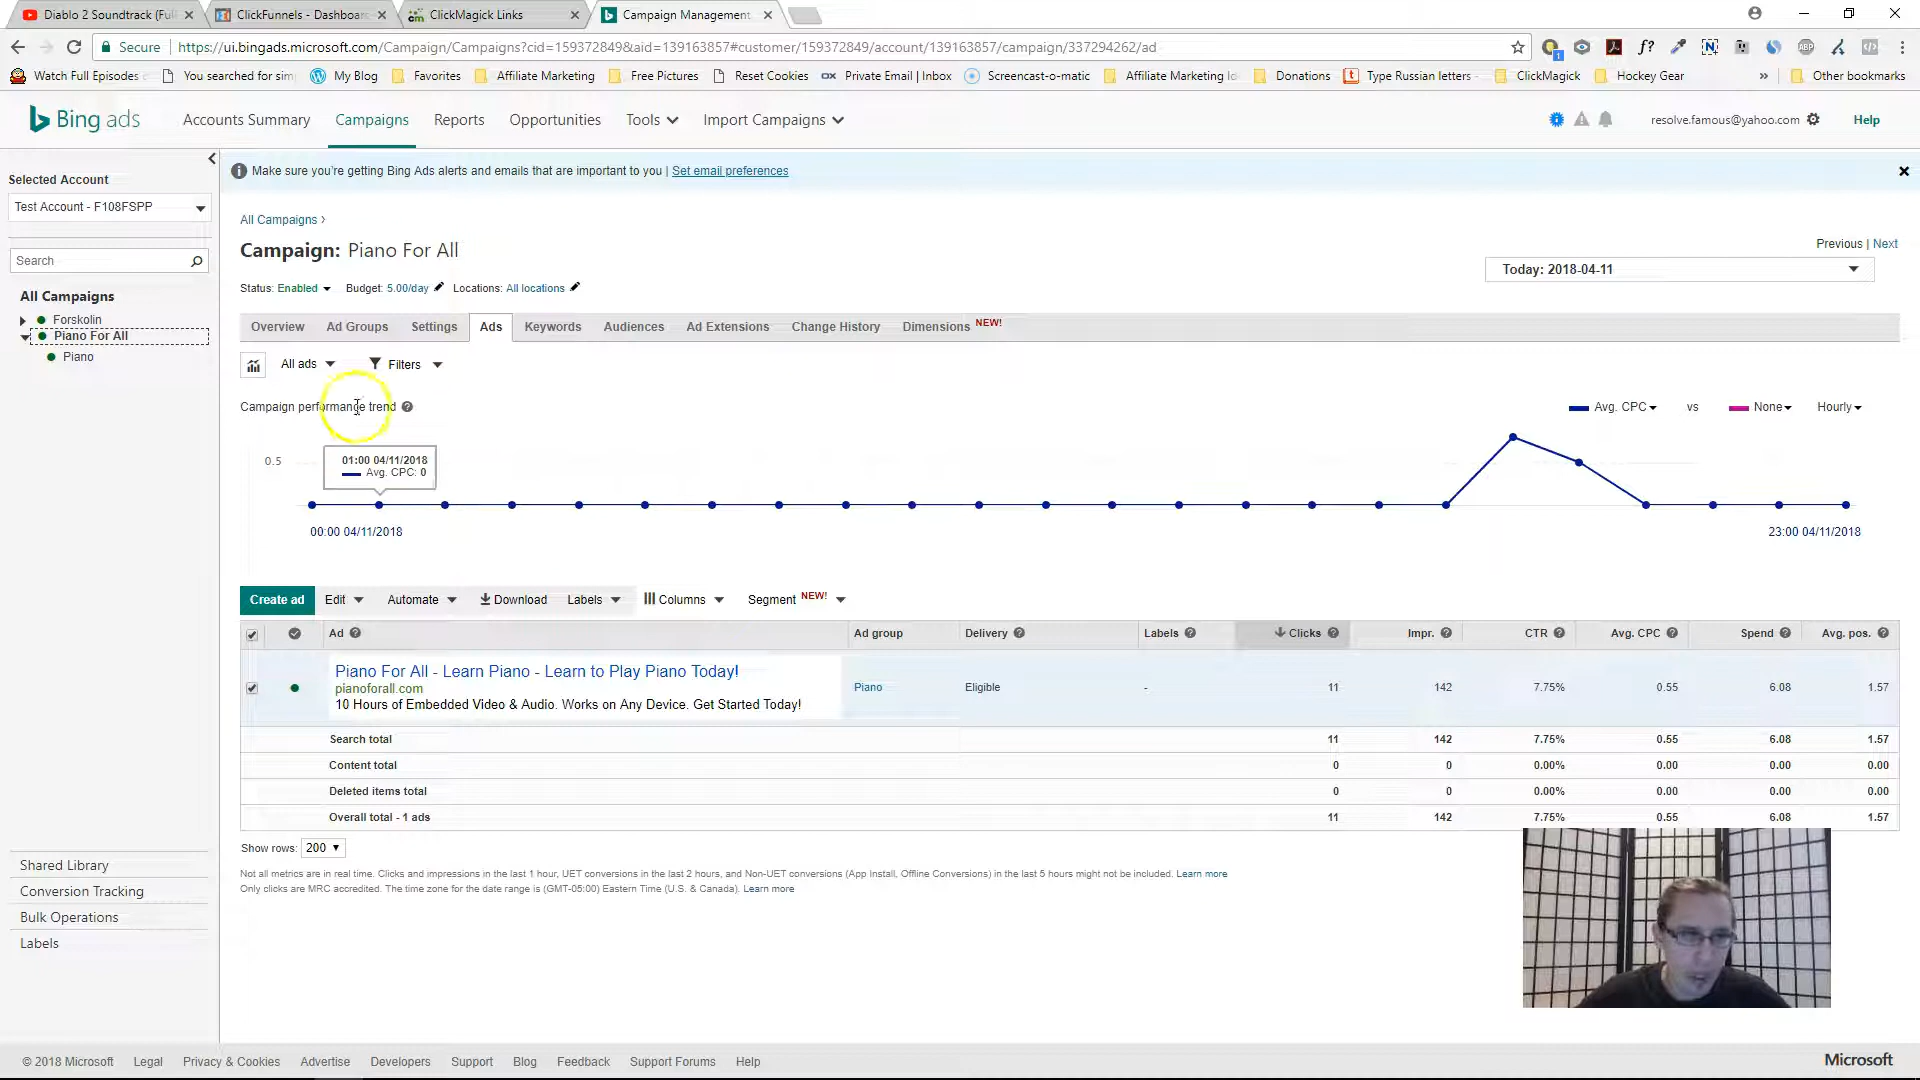 Diablo 2 Soundtrack (Ful
ClickFunnels - Dashboar
ClickMagick Links
Campaign Management
Secure
https://ui.bingads.microsoft.com/Campaign/Campaigns?cid=159372849&aid=139163857#customer/159372849/account/139163857/campaign/337294262/ad
Watch Full Episodes
You searched for sim
My Blog
Favorites
Affiliate Marketing
Free Pictures
Reset Cookies
Private Email | Inbox
Screencast-o-matic
Affiliate Marketing Id
Donations
Type Russian letters
ClickMagick
Hockey Gear
»
Other bookmarks
Bing ads
Accounts Summary
Campaigns
Reports
Opportunities
Tools
Import Campaigns
resolve.famous@yahoo.com
Help
Make sure you're getting Bing Ads alerts and emails that are important to you | Set email preferences
Selected Account
Test Account - F108FSPP
Search
All Campaigns
Forskolin
Piano For All
Piano
All Campaigns ›
Campaign: Piano For All
Previous | Next
Today: 2018-04-11
Status: Enabled Budget: 5.00/day Locations: All locations
Overview
Ad Groups
Settings
Ads
Keywords
Audiences
Ad Extensions
Change History
Dimensions NEW!
All ads
Filters
Campaign performance trend
Avg. CPC
vs
None
Hourly
0.5
01:00 04/11/2018
Avg. CPC: 0
00:00 04/11/2018
23:00 04/11/2018
Create ad
Edit
Automate
Download
Labels
Columns
Segment NEW!
Ad Ad group Delivery Labels Clicks Impr. CTR Avg. CPC Spend Avg. pos.
Piano For All - Learn Piano - Learn to Play Piano Today!
pianoforall.com
10 Hours of Embedded Video & Audio. Works on Any Device. Get Started Today!
Piano Eligible - 11 142 7.75% 0.55 6.08 1.57
Search total 11 142 7.75% 0.55 6.08 1.57
Content total 0 0 0.00% 0.00 0.00 0.00
Deleted items total 0 0 0.00% 0.00 0.00 0.00
Overall total - 1 ads 11 142 7.75% 0.55 6.08 1.57
Show rows: 200
Not all metrics are in real time. Clicks and impressions in the last 1 hour, UET conversions in the last 2 hours, and Non-UET conversions (App Install, Offline Conversions) in the last 5 hours might not be included. Learn more
Only clicks are MRC accredited. The time zone for the date range is (GMT-05:00) Eastern Time (U.S. & Canada). Learn more
Shared Library
Conversion Tracking
Bulk Operations
Labels
© 2018 Microsoft
Legal
Privacy & Cookies
Advertise
Developers
Support
Blog
Feedback
Support Forums
Help
Microsoft